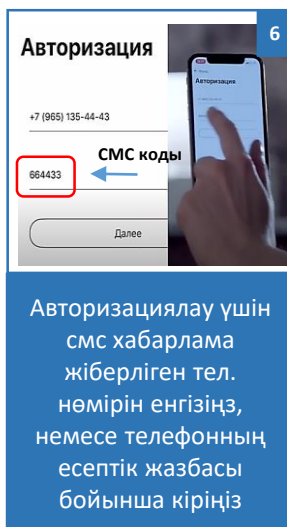 6
Авторизация
+7 (965) 135-44-43
СМС коды
664433
Далее
Авторизация
Авторизациялау үшін
смс хабарлама
жіберліген тел.
нөмірін енгізіңз,
немесе телефонның
есептік жазбасы
бойынша кіріңіз